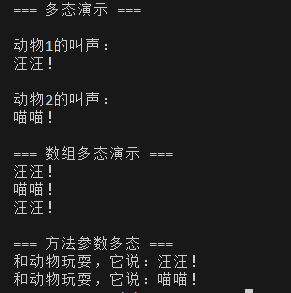 === 多态演示 ===
动物1的叫声：
汪汪！
动物2的叫声：
喵喵！
=== 数组多态演示 ===
汪汪！
喵喵！
汪汪！
=== 方法参数多态 ===
和动物玩耍，它说：汪汪！
和动物玩耍，它说：喵喵！